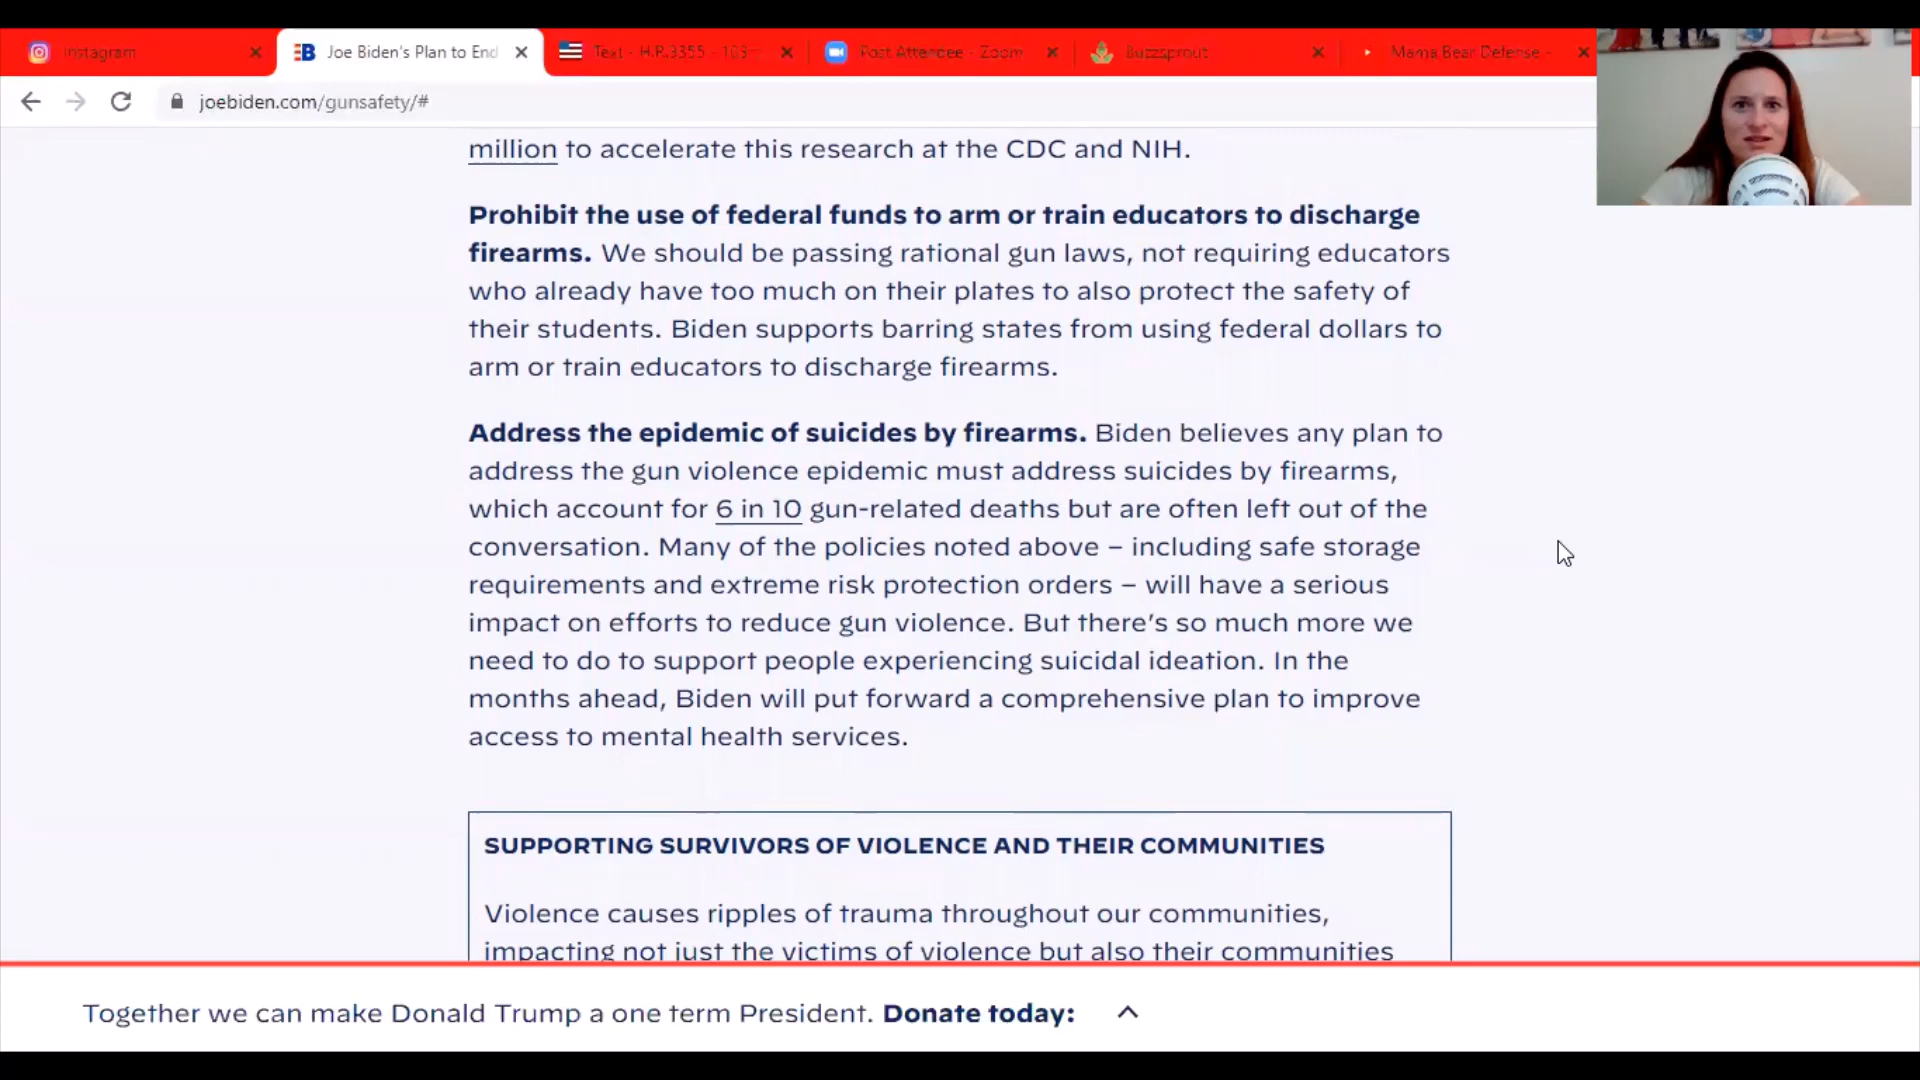 Instagram
Joe Biden's Plan to End
Text - H.R.3355 - 103
Post Attendee - Zoom
Buzzsprout
Mama Bear Defense -
joebiden.com/gunsafety/#
million to accelerate this research at the CDC and NIH.
Prohibit the use of federal funds to arm or train educators to discharge
firearms. We should be passing rational gun laws, not requiring educators
who already have too much on their plates to also protect the safety of
their students. Biden supports barring states from using federal dollars to
arm or train educators to discharge firearms.
Address the epidemic of suicides by firearms. Biden believes any plan to
address the gun violence epidemic must address suicides by firearms,
which account for 6 in 10 gun-related deaths but are often left out of the
conversation. Many of the policies noted above – including safe storage
requirements and extreme risk protection orders – will have a serious
impact on efforts to reduce gun violence. But there's so much more we
need to do to support people experiencing suicidal ideation. In the
months ahead, Biden will put forward a comprehensive plan to improve
access to mental health services.
SUPPORTING SURVIVORS OF VIOLENCE AND THEIR COMMUNITIES
Violence causes ripples of trauma throughout our communities,
impacting not just the victims of violence but also their communities
Together we can make Donald Trump a one term President. Donate today: